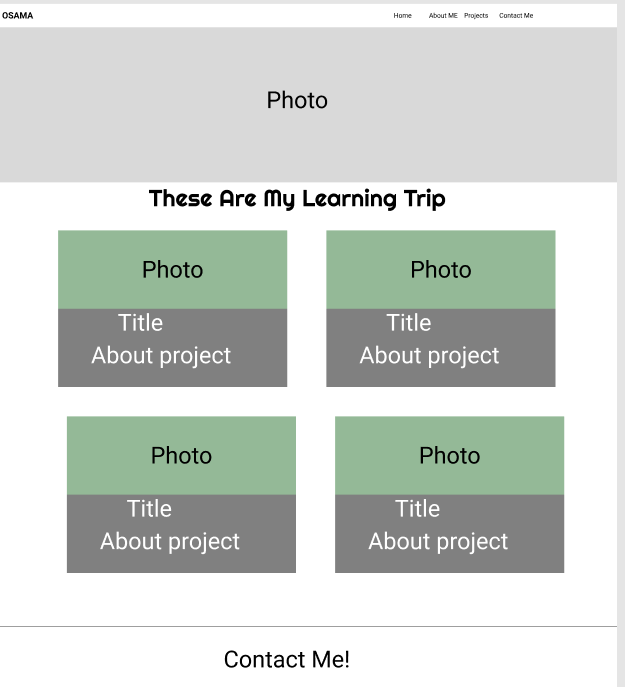 OSAMA Home About ME Projects Contact Me
Photo
These Are My Learning Trip
Photo Photo
Title Title
About project About project
Photo Photo
Title Title
About project About project
Contact Me!